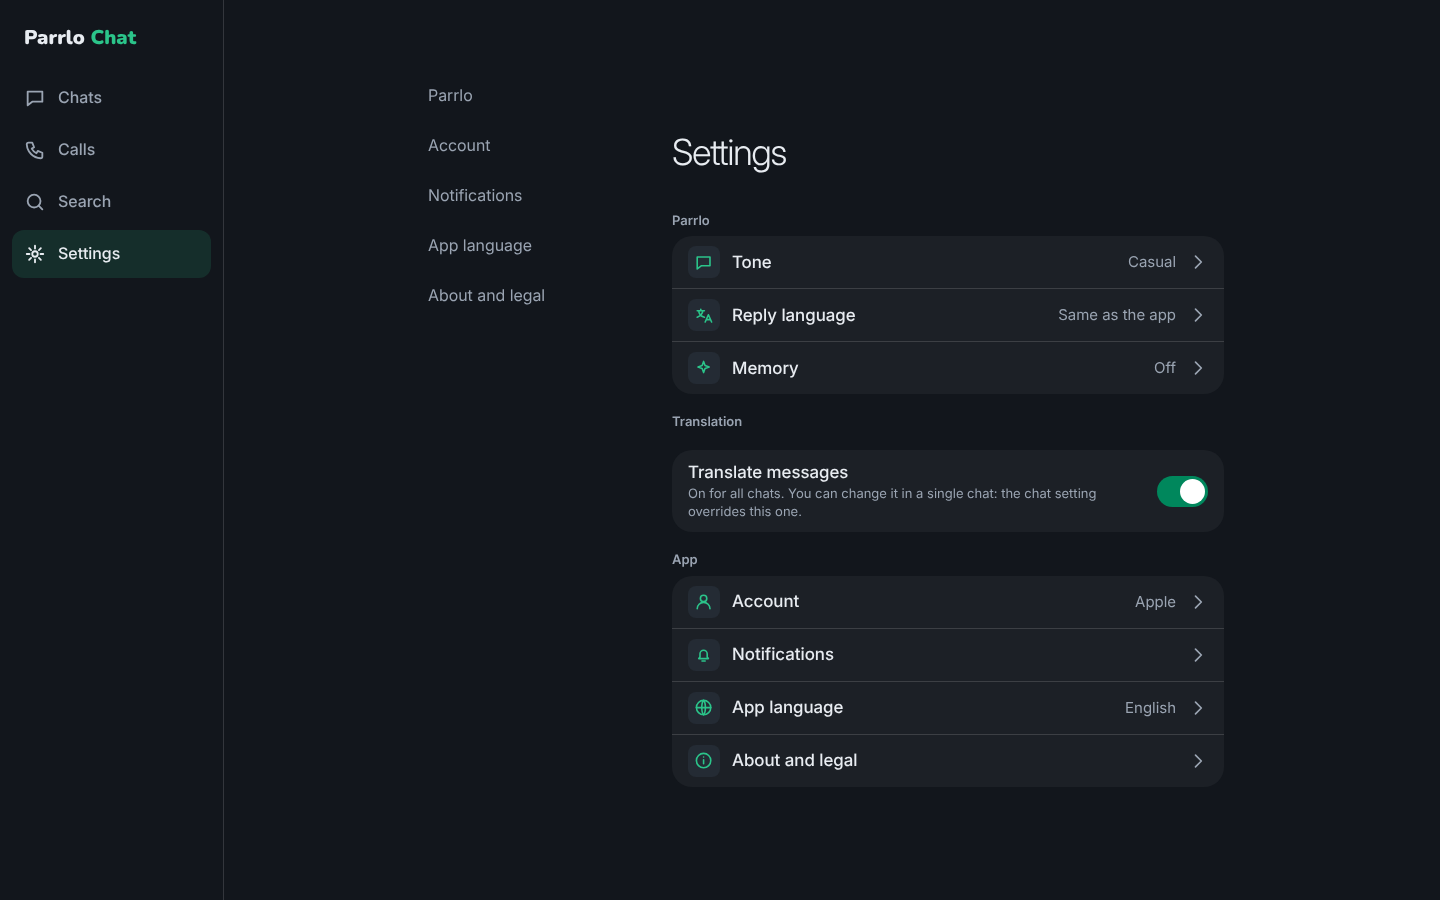 Parrlo Chat
Chats
Calls
Search
Settings
Parrlo
Account
Notifications
App language
About and legal
Settings
Parrlo
Tone Casual
Reply language Same as the app
Memory Off
Translation
Translate messages
On for all chats. You can change it in a single chat: the chat setting
overrides this one.
App
Account Apple
Notifications
App language English
About and legal